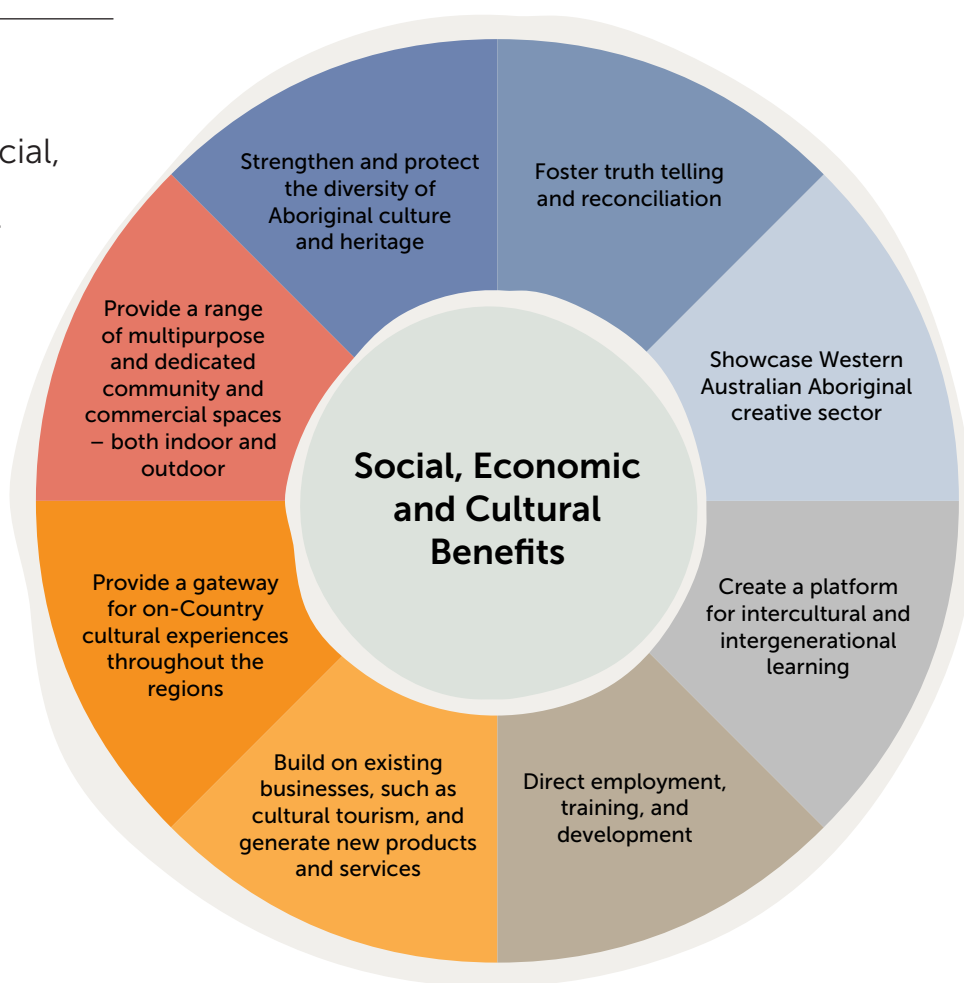 cial,
Strengthen and protect
the diversity of
Aboriginal culture
and heritage
Foster truth telling
and reconciliation
Showcase Western
Australian Aboriginal
creative sector
Create a platform
for intercultural and
intergenerational
learning
Direct employment,
training, and
development
Build on existing
businesses, such as
cultural tourism, and
generate new products
and services
Provide a gateway
for on-Country
cultural experiences
throughout the
regions
Provide a range
of multipurpose
and dedicated
community and
commercial spaces
– both indoor and
outdoor
Social, Economic
and Cultural
Benefits